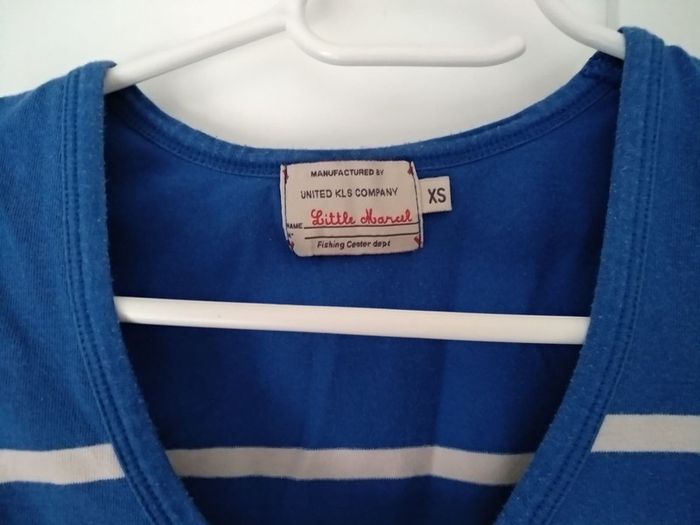 MANUFACTURED BY
UNITED KLS COMPANY
XS
NAME Little Marcel
N°
Fishing Center dept